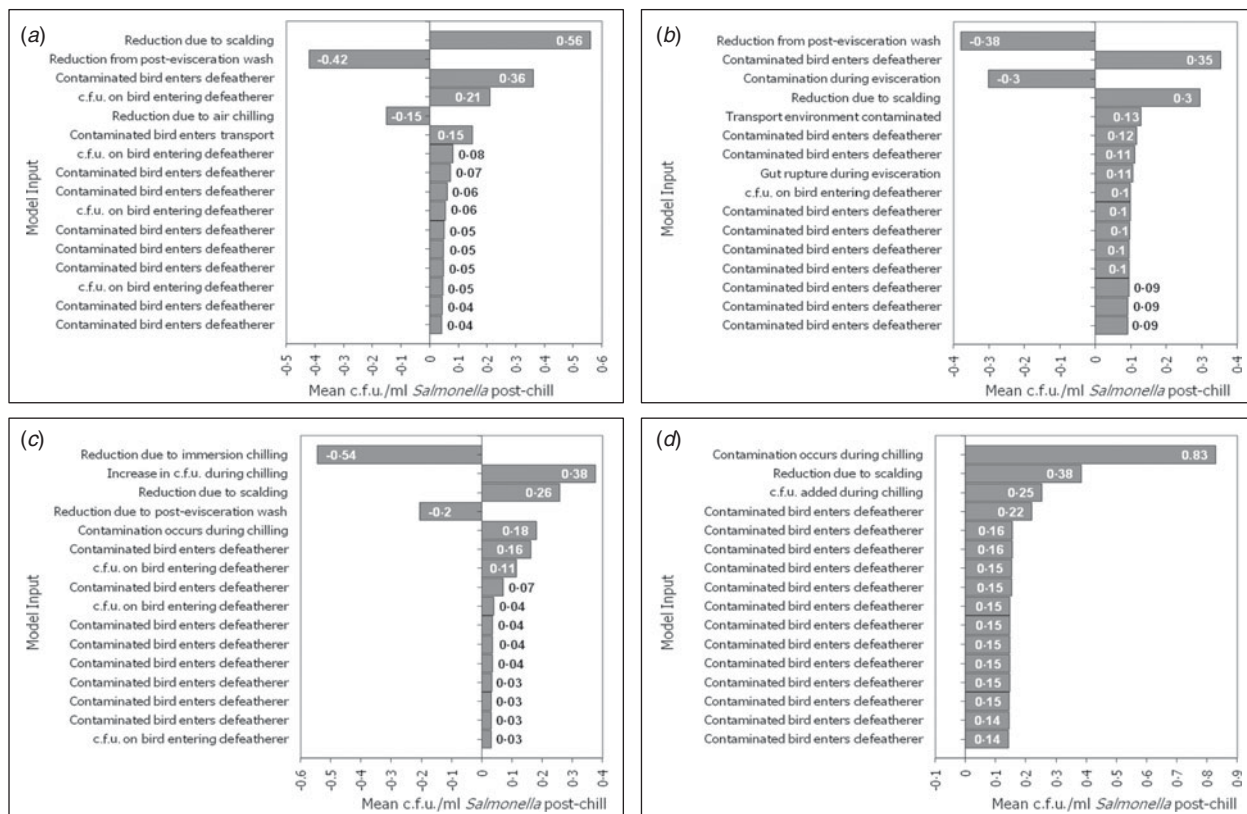 (a)
Model Input
Reduction due to scalding 0·56
Reduction from post-evisceration wash -0.42
Contaminated bird enters defeatherer 0·36
c.f.u. on bird entering defeatherer 0·21
Reduction due to air chilling -0·15
Contaminated bird enters transport 0·15
c.f.u. on bird entering defeatherer 0·08
Contaminated bird enters defeatherer 0·07
Contaminated bird enters defeatherer 0·06
c.f.u. on bird entering defeatherer 0·06
Contaminated bird enters defeatherer 0·05
Contaminated bird enters defeatherer 0·05
Contaminated bird enters defeatherer 0·05
c.f.u. on bird entering defeatherer 0·05
Contaminated bird enters defeatherer 0·04
Contaminated bird enters defeatherer 0·04
-0·5 -0·4 -0·3 -0·2 -0·1 0 0·1 0·2 0·3 0·4 0·5 0·6
Mean c.f.u./ml Salmonella post-chill
(b)
Model Input
Reduction from post-evisceration wash -0·38
Contaminated bird enters defeatherer 0·35
Contamination during evisceration -0·3
Reduction due to scalding 0·3
Transport environment contaminated 0·13
Contaminated bird enters defeatherer 0·12
Contaminated bird enters defeatherer 0·11
Gut rupture during evisceration 0·11
c.f.u. on bird entering defeatherer 0·1
Contaminated bird enters defeatherer 0·1
Contaminated bird enters defeatherer 0·1
Contaminated bird enters defeatherer 0·1
Contaminated bird enters defeatherer 0·1
Contaminated bird enters defeatherer 0·09
Contaminated bird enters defeatherer 0·09
Contaminated bird enters defeatherer 0·09
-0·4 -0·3 -0·2 -0·1 0 0·1 0·2 0·3 0·4
Mean c.f.u./ml Salmonella post-chill
(c)
Model Input
Reduction due to immersion chilling -0·54
Increase in c.f.u. during chilling 0·38
Reduction due to scalding 0·26
Reduction due to post-evisceration wash -0·2
Contamination occurs during chilling 0·18
Contaminated bird enters defeatherer 0·16
c.f.u. on bird entering defeatherer 0·11
Contaminated bird enters defeatherer 0·07
c.f.u. on bird entering defeatherer 0·04
Contaminated bird enters defeatherer 0·04
Contaminated bird enters defeatherer 0·04
Contaminated bird enters defeatherer 0·04
Contaminated bird enters defeatherer 0·03
Contaminated bird enters defeatherer 0·03
Contaminated bird enters defeatherer 0·03
c.f.u. on bird entering defeatherer 0·03
-0·6 -0·5 -0·4 -0·3 -0·2 -0·1 0 0·1 0·2 0·3 0·4
Mean c.f.u./ml Salmonella post-chill
(d)
Model Input
Contamination occurs during chilling 0.83
Reduction due to scalding 0·38
c.f.u. added during chilling 0·25
Contaminated bird enters defeatherer 0·22
Contaminated bird enters defeatherer 0·16
Contaminated bird enters defeatherer 0·16
Contaminated bird enters defeatherer 0·15
Contaminated bird enters defeatherer 0·15
Contaminated bird enters defeatherer 0·15
Contaminated bird enters defeatherer 0·15
Contaminated bird enters defeatherer 0·15
Contaminated bird enters defeatherer 0·15
Contaminated bird enters defeatherer 0·15
Contaminated bird enters defeatherer 0·15
Contaminated bird enters defeatherer 0·14
Contaminated bird enters defeatherer 0·14
-0·1 0 0·1 0·2 0·3 0·4 0·5 0·6 0·7 0·8 0·9
Mean c.f.u./ml Salmonella post-chill